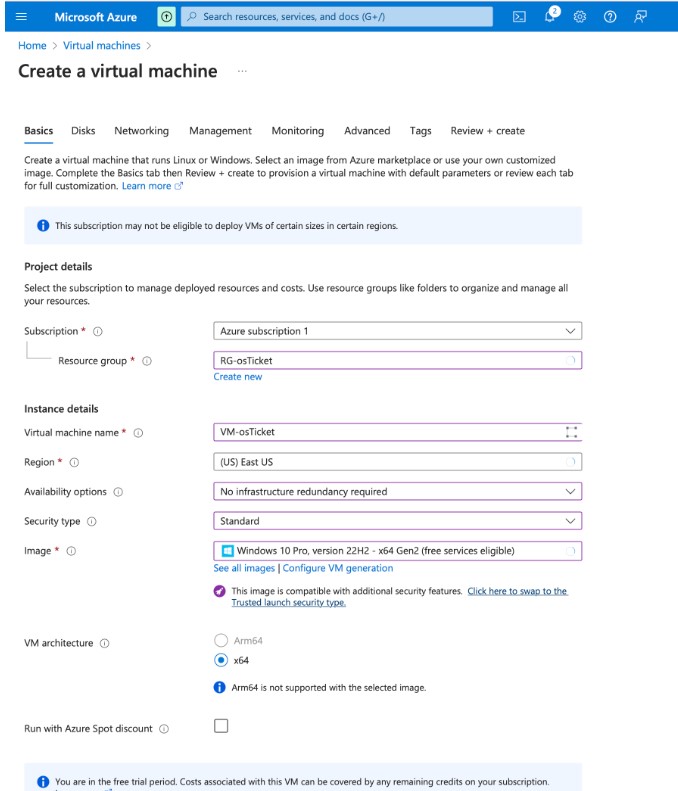 Microsoft Azure
Search resources, services, and docs (G+/)
2
Home > Virtual machines >
Create a virtual machine ...
Basics Disks Networking Management Monitoring Advanced Tags Review + create
Create a virtual machine that runs Linux or Windows. Select an image from Azure marketplace or use your own customized
image. Complete the Basics tab then Review + create to provision a virtual machine with default parameters or review each tab
for full customization. Learn more
This subscription may not be eligible to deploy VMs of certain sizes in certain regions.
Project details
Select the subscription to manage deployed resources and costs. Use resource groups like folders to organize and manage all
your resources.
Subscription * Azure subscription 1
Resource group * RG-osTicket
Create new
Instance details
Virtual machine name * VM-osTicket
Region * (US) East US
Availability options No infrastructure redundancy required
Security type Standard
Image * Windows 10 Pro, version 22H2 - x64 Gen2 (free services eligible)
See all images | Configure VM generation
This image is compatible with additional security features. Click here to swap to the
Trusted launch security type.
VM architecture Arm64
x64
Arm64 is not supported with the selected image.
Run with Azure Spot discount
You are in the free trial period. Costs associated with this VM can be covered by any remaining credits on your subscription.